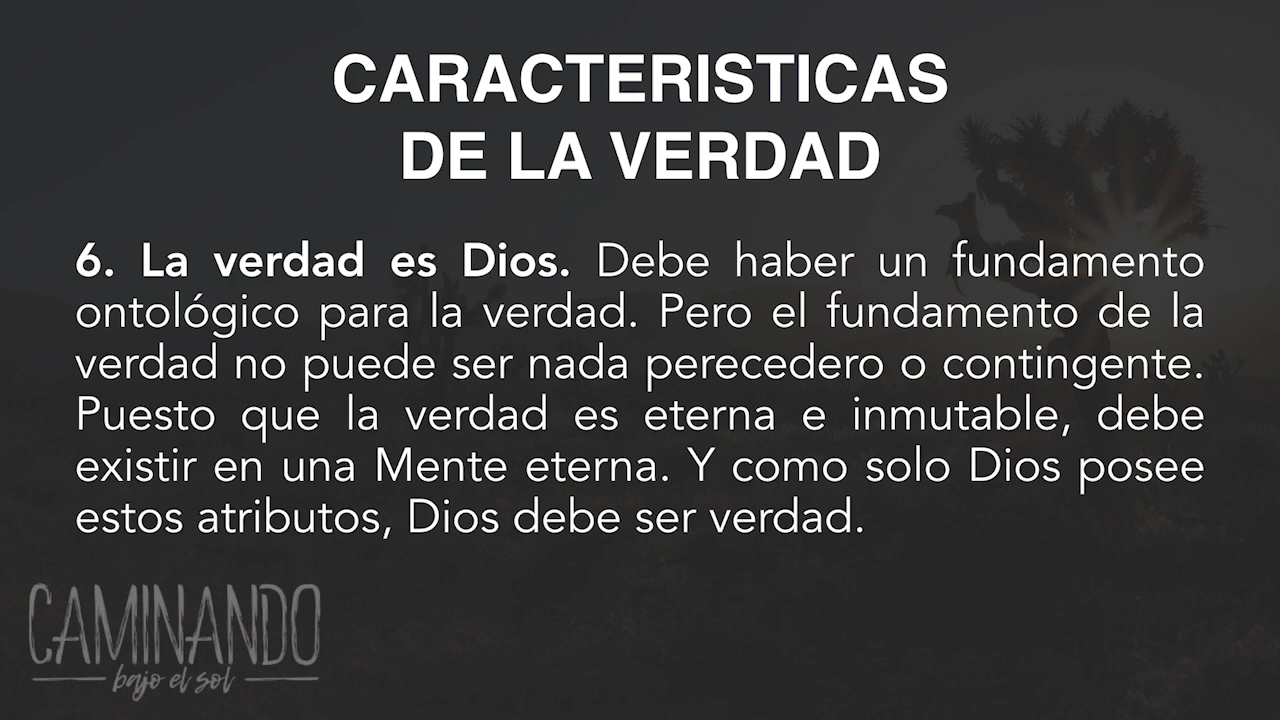 CARACTERISTICAS
DE LA VERDAD
6. La verdad es Dios. Debe haber un fundamento
ontológico para la verdad. Pero el fundamento de la
verdad no puede ser nada perecedero o contingente.
Puesto que la verdad es eterna e inmutable, debe
existir en una Mente eterna. Y como solo Dios posee
estos atributos, Dios debe ser verdad.
CAMINANDO
bajo el sol